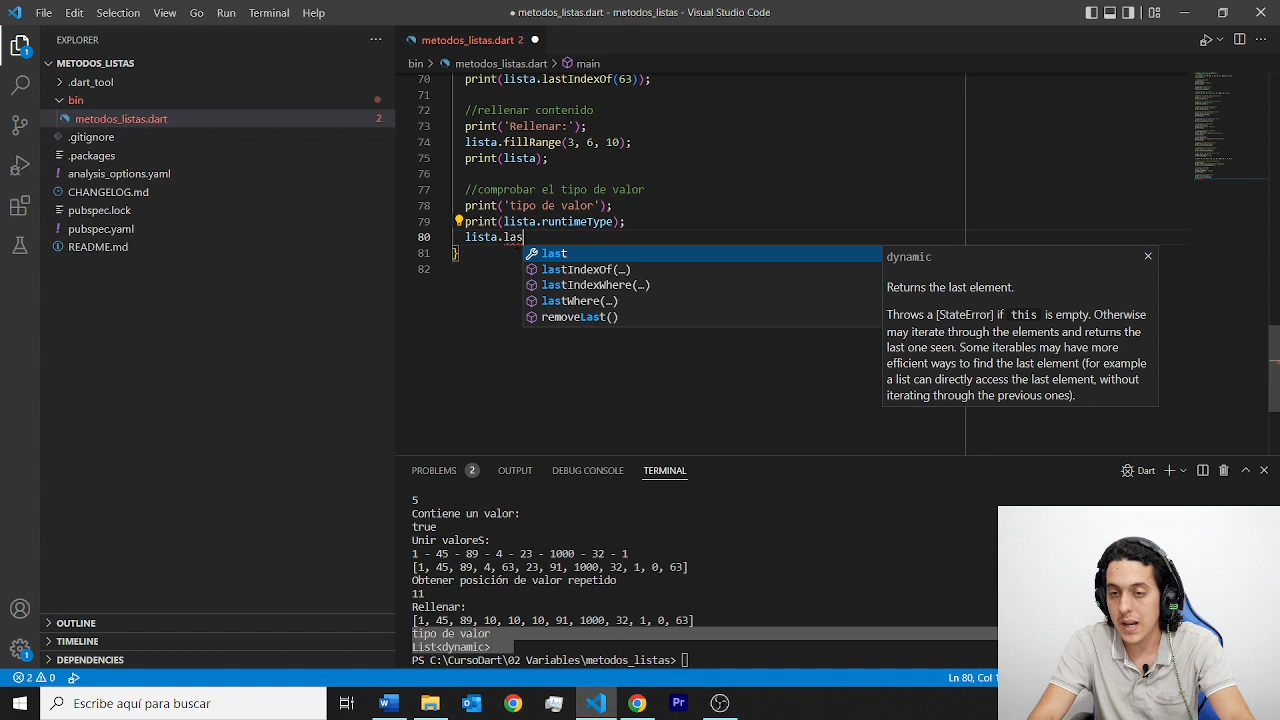 File Edit Selection View Go Run Terminal Help
● metodos_listas.dart - metodos_listas - Visual Studio Code
EXPLORER
METODOS_LISTAS
.dart_tool
bin
metodos_listas.dart 2
.gitignore
.packages
analysis_options.yaml
CHANGELOG.md
pubspec.lock
pubspec.yaml
README.md
OUTLINE
TIMELINE
DEPENDENCIES
metodos_listas.dart 2
bin > metodos_listas.dart > main
70 print(lista.lastIndexOf(63));
71
72 //rellenar contenido
73 print('Rellenar:');
74 lista.fillRange(3, 6, 10);
75 print(lista);
76
77 //comprobar el tipo de valor
78 print('tipo de valor');
79 print(lista.runtimeType);
80 lista.las
81 }
82
last
lastIndexOf(…)
lastIndexWhere(…)
lastWhere(…)
removeLast()
dynamic
Returns the last element.
Throws a [StateError] if this is empty. Otherwise
may iterate through the elements and returns the
last one seen. Some iterables may have more
efficient ways to find the last element (for example
a list can directly access the last element, without
iterating through the previous ones).
PROBLEMS 2 OUTPUT DEBUG CONSOLE TERMINAL
Dart
5
Contiene un valor:
true
Unir valoreS:
1 - 45 - 89 - 4 - 23 - 1000 - 32 - 1
[1, 45, 89, 4, 63, 23, 91, 1000, 32, 1, 0, 63]
Obtener posición de valor repetido
11
Rellenar:
[1, 45, 89, 10, 10, 10, 91, 1000, 32, 1, 0, 63]
tipo de valor
List<dynamic>
PS C:\CursoDart\02 Variables\metodos_listas>
2 0
Ln 80, Col 1
Escribe aquí para buscar